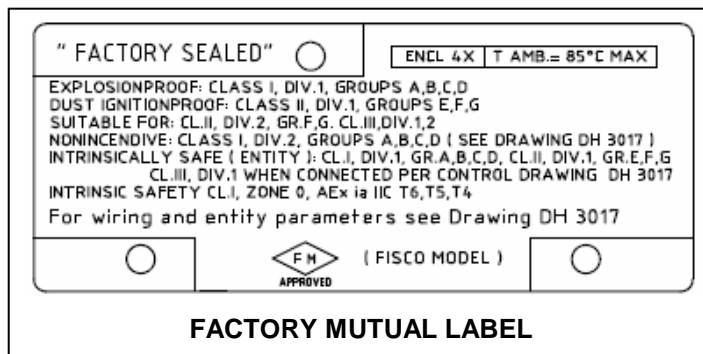 " FACTORY SEALED"
ENCL 4X T AMB.= 85°C MAX
EXPLOSIONPROOF: CLASS I, DIV.1, GROUPS A,B,C,D
DUST IGNITIONPROOF: CLASS II, DIV.1, GROUPS E,F,G
SUITABLE FOR: CL.II, DIV.2, GR.F,G. CL.III,DIV.1,2
NONINCENDIVE: CLASS I, DIV.2, GROUPS A,B,C,D ( SEE DRAWING DH 3017 )
INTRINSICALLY SAFE ( ENTITY ): CL.I, DIV.1, GR.A,B,C,D, CL.II, DIV.1, GR.E,F,G
CL.III, DIV.1 WHEN CONNECTED PER CONTROL DRAWING DH 3017
INTRINSIC SAFETY CL.I, ZONE 0, AEx ia IIC T6,T5,T4
For wiring and entity parameters see Drawing DH 3017
FM
APPROVED
( FISCO MODEL )
FACTORY MUTUAL LABEL